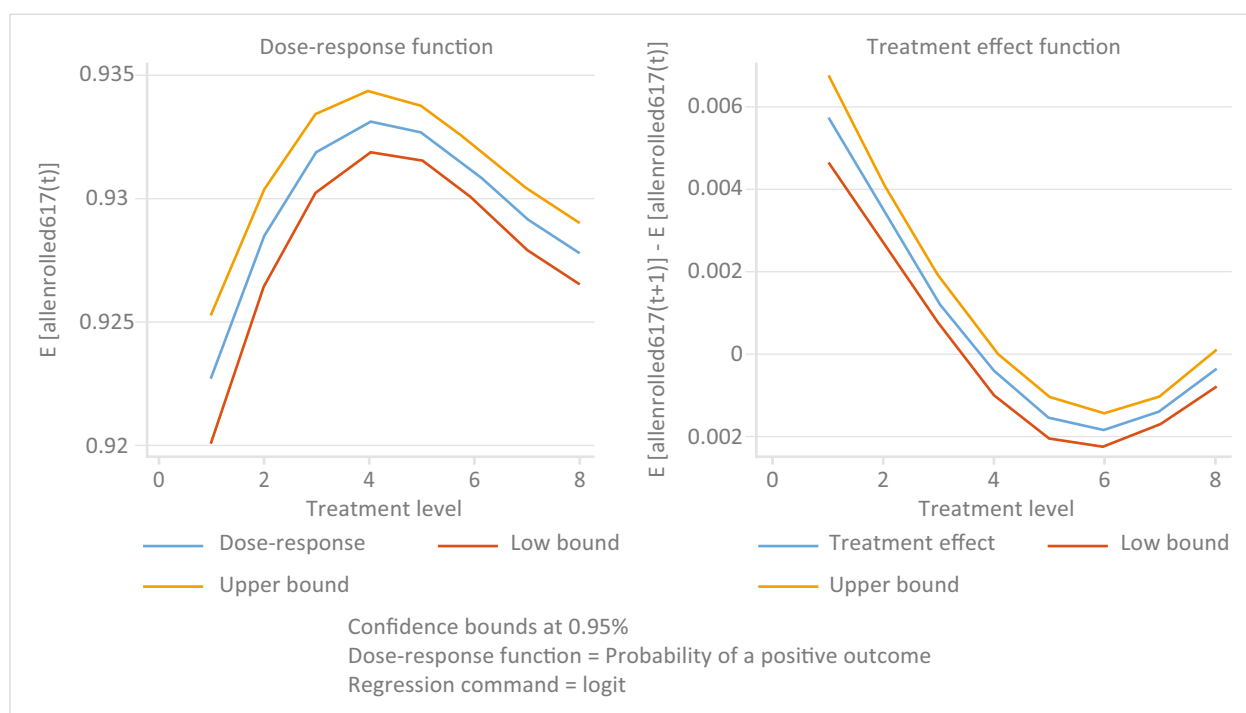 Dose-response function
E [allenrolled617(t)]
0.935
0.93
0.925
0.92
0 2 4 6 8
Treatment level
Dose-response
Low bound
Upper bound
Treatment effect function
E [allenrolled617(t+1)] - E [allenrolled617(t)]
0.006
0.004
0.002
0
0.002
0 2 4 6 8
Treatment level
Treatment effect
Low bound
Upper bound
Confidence bounds at 0.95%
Dose-response function = Probability of a positive outcome
Regression command = logit